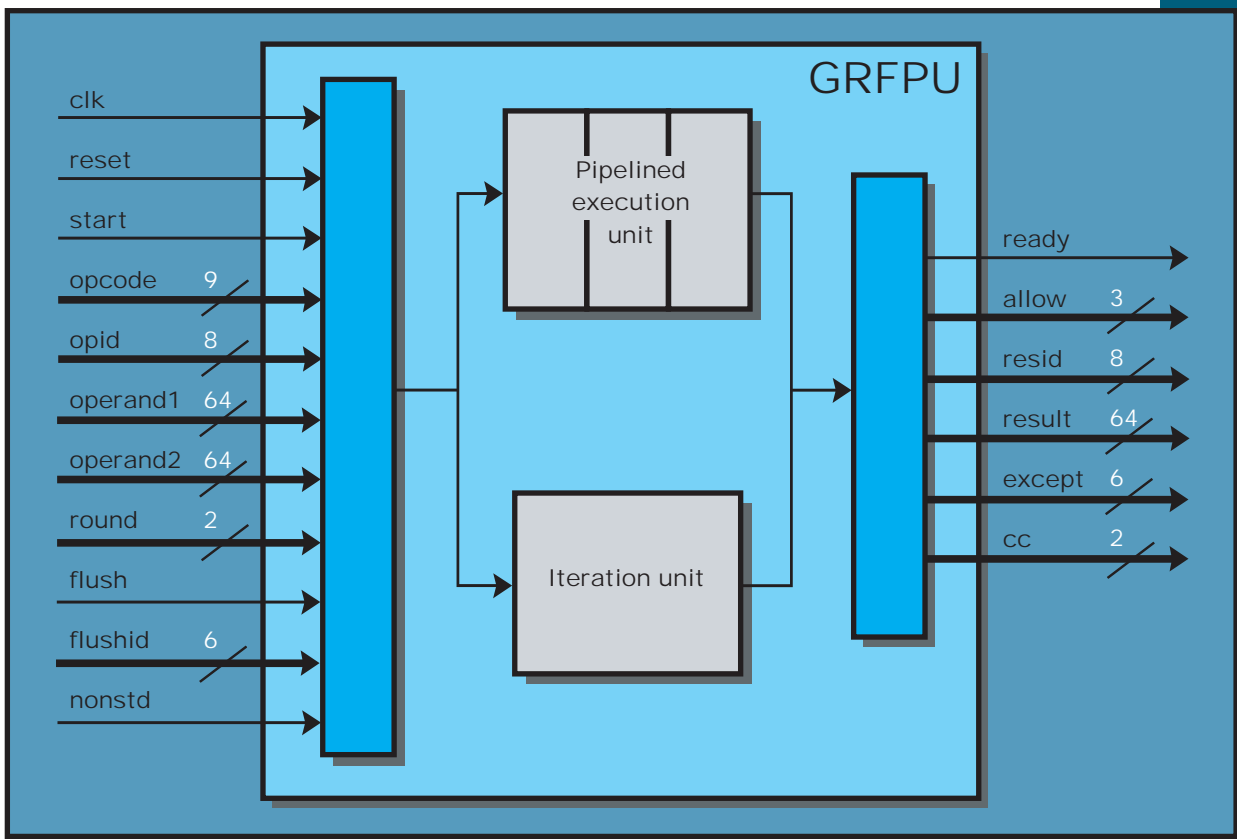 GRFPU
clk
reset
start
opcode 9
opid 8
operand1 64
operand2 64
round 2
flush
flushid 6
nonstd
Pipelined
execution
unit
Iteration unit
ready
allow 3
resid 8
result 64
except 6
cc 2